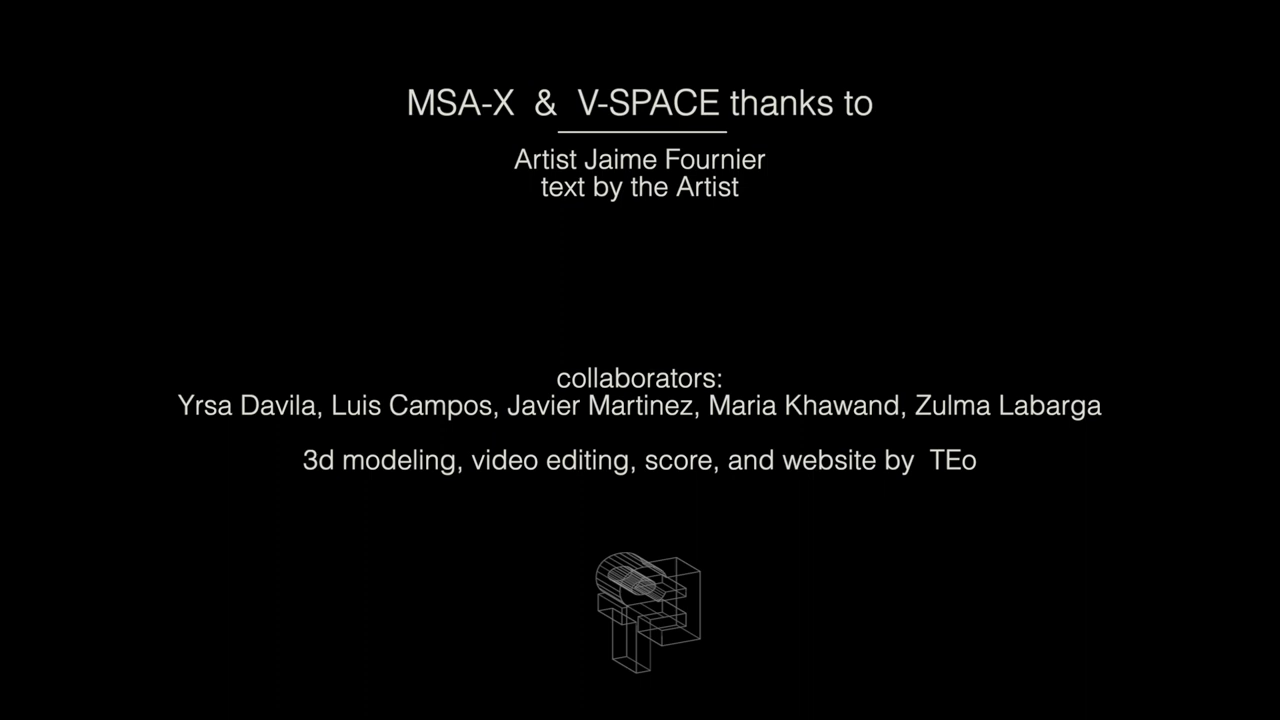 MSA-X & V-SPACE thanks to
Artist Jaime Fournier
text by the Artist
collaborators:
Yrsa Davila, Luis Campos, Javier Martinez, Maria Khawand, Zulma Labarga
3d modeling, video editing, score, and website by TEo